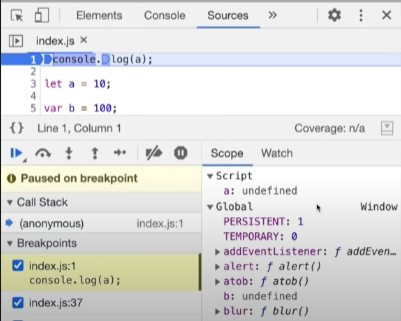 Elements Console Sources »
index.js ×
1 console.log(a);
2
3 let a = 10;
4
5 var b = 100;
{} Line 1, Column 1 Coverage: n/a
Scope Watch
Paused on breakpoint
▼ Call Stack
(anonymous) index.js:1
▼ Breakpoints
index.js:1
console.log(a);
index.js:37
▼ Script
a: undefined
▼ Global Window
PERSISTENT: 1
TEMPORARY: 0
▶ addEventListener: ƒ addEven…
▶ alert: ƒ alert()
▶ atob: ƒ atob()
b: undefined
▶ blur: ƒ blur()